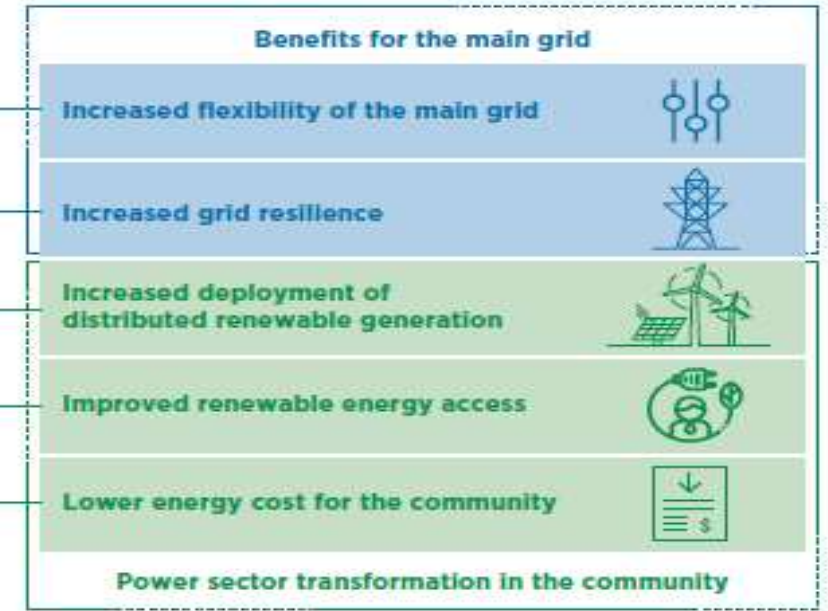 Benefits for the main grid
Increased flexibility of the main grid
Increased grid resilience
Increased deployment of
distributed renewable generation
Improved renewable energy access
Lower energy cost for the community
$
Power sector transformation in the community